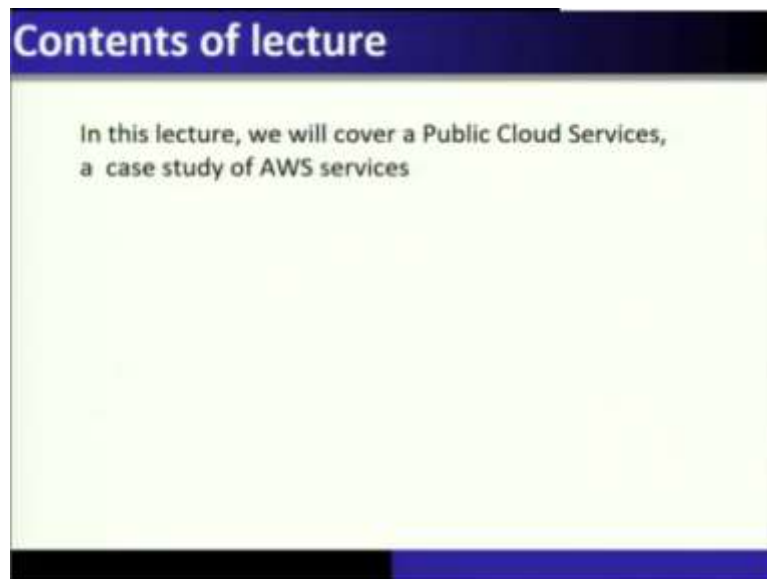 Contents of lecture
In this lecture, we will cover a Public Cloud Services,
a case study of AWS services